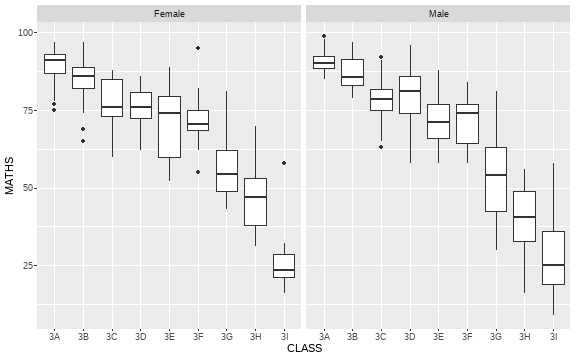 Female Male
100
75
50
25
MATHS
3A 3B 3C 3D 3E 3F 3G 3H 3I 3A 3B 3C 3D 3E 3F 3G 3H 3I
CLASS